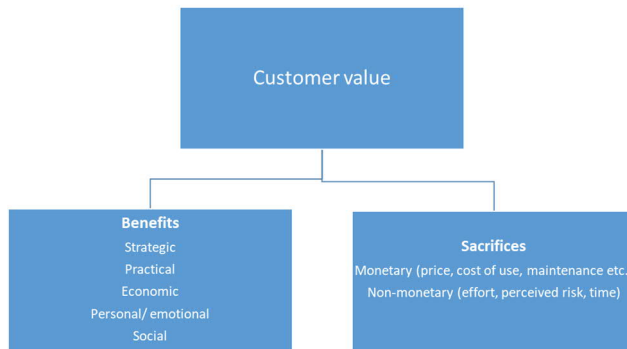 Customer value
Benefits
Strategic
Practical
Economic
Personal/ emotional
Social
Sacrifices
Monetary (price, cost of use, maintenance etc.
Non-monetary (effort, perceived risk, time)